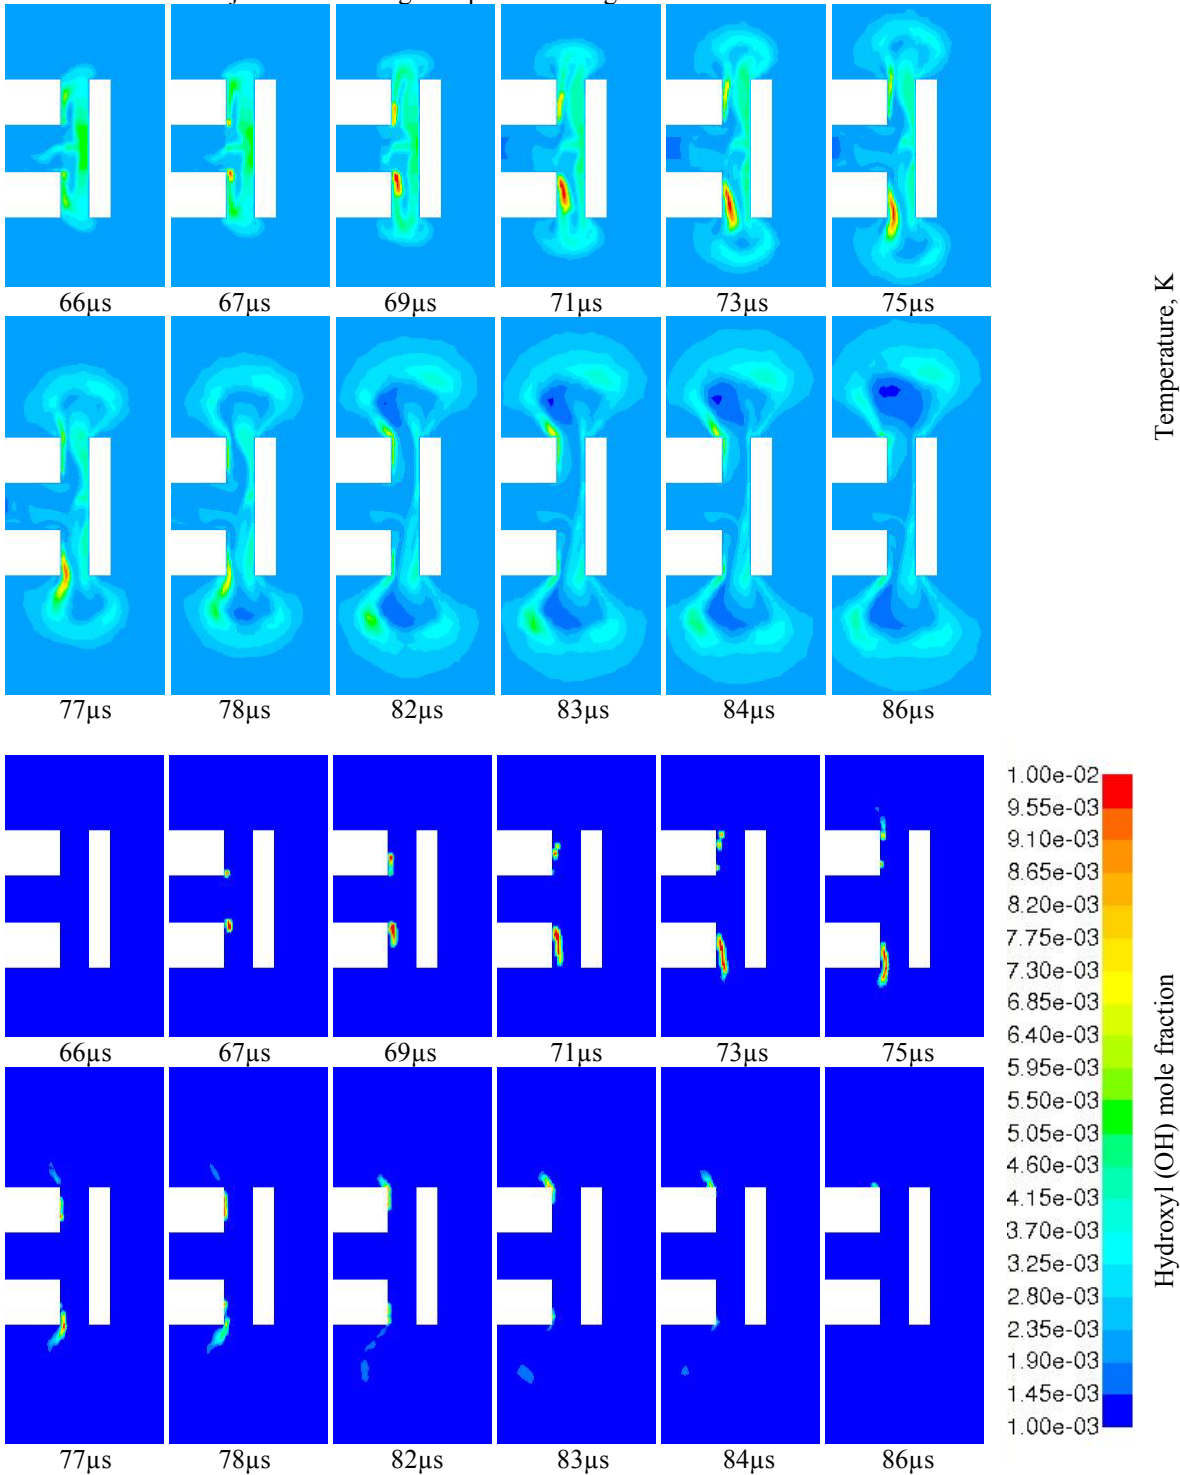 66µs 67µs 69µs 71µs 73µs 75µs
Temperature, K
77µs 78µs 82µs 83µs 84µs 86µs
66µs 67µs 69µs 71µs 73µs 75µs
77µs 78µs 82µs 83µs 84µs 86µs
1.00e-02
9.55e-03
9.10e-03
8.65e-03
8.20e-03
7.75e-03
7.30e-03
6.85e-03
6.40e-03
5.95e-03
5.50e-03
5.05e-03
4.60e-03
4.15e-03
3.70e-03
3.25e-03
2.80e-03
2.35e-03
1.90e-03
1.45e-03
1.00e-03
Hydroxyl (OH) mole fraction